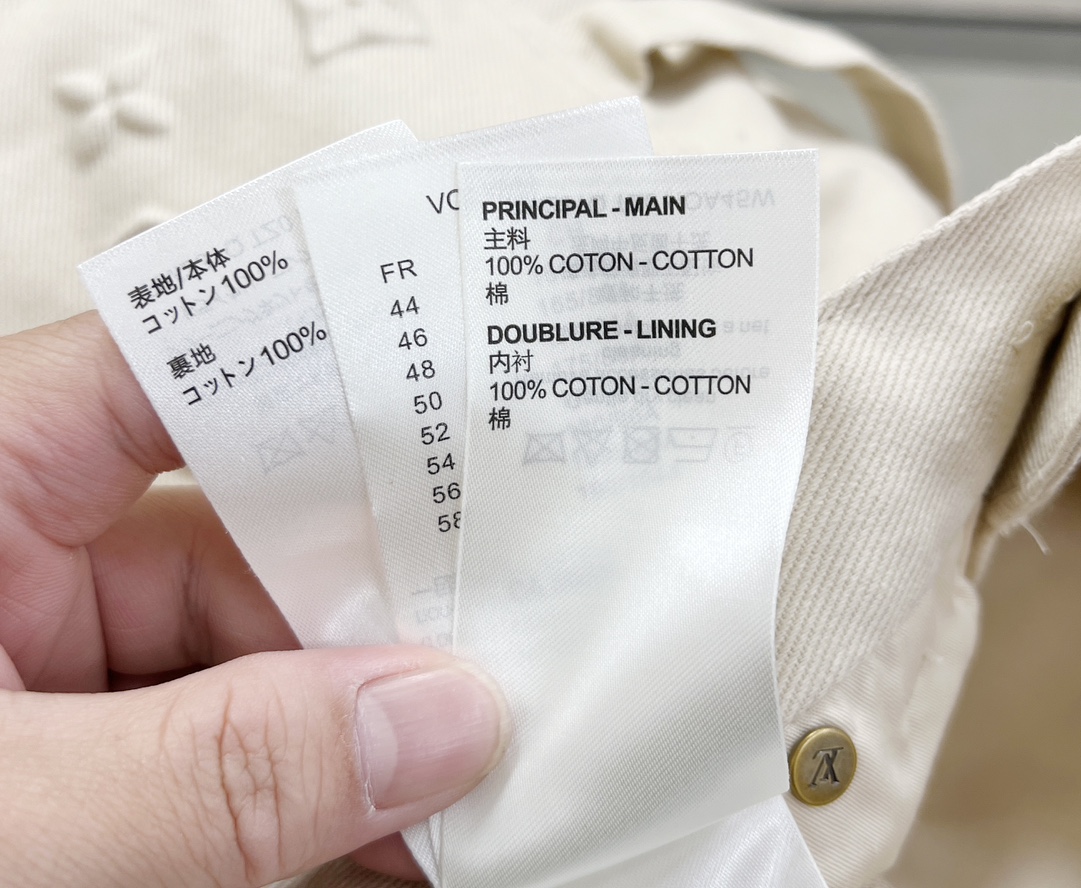 表地/本体
コットン100%
裏地
コットン100%
FR
44
46
48
50
52
54
56
58
PRINCIPAL - MAIN
主料
100% COTON - COTTON
棉
DOUBLURE - LINING
内衬
100% COTON - COTTON
棉